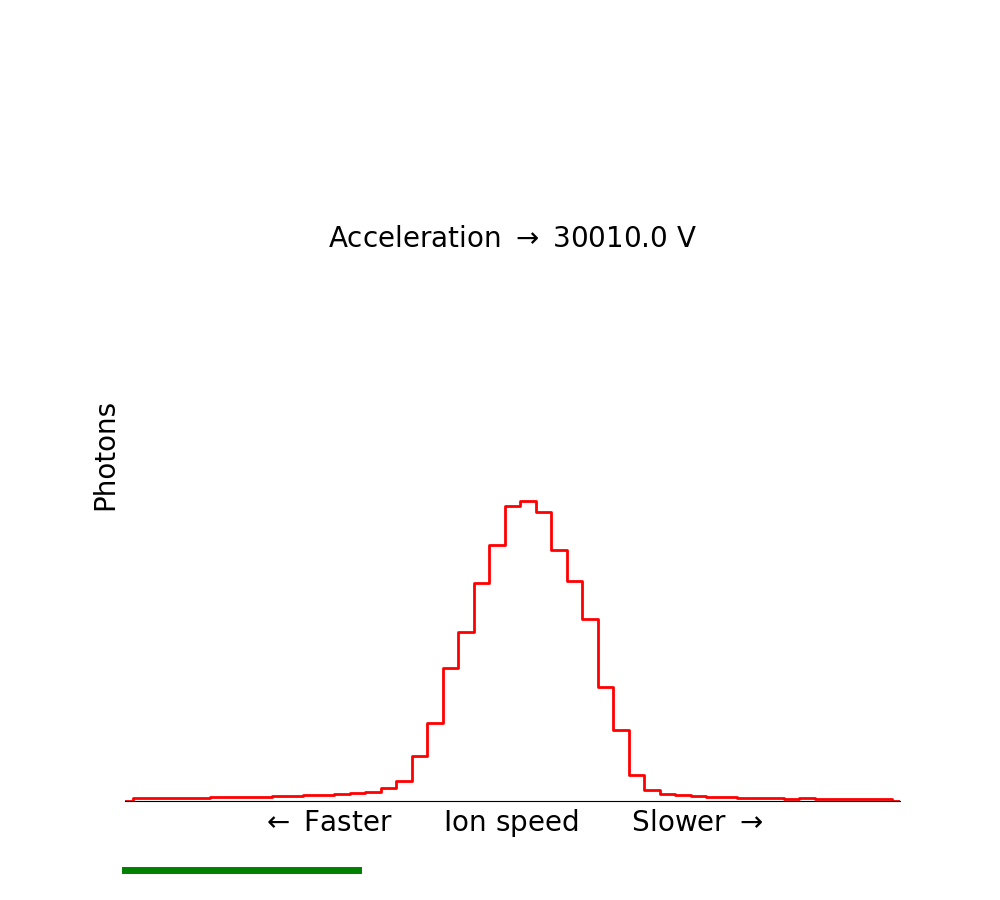 Acceleration → 30010.0 V
Photons
← Faster Ion speed Slower →